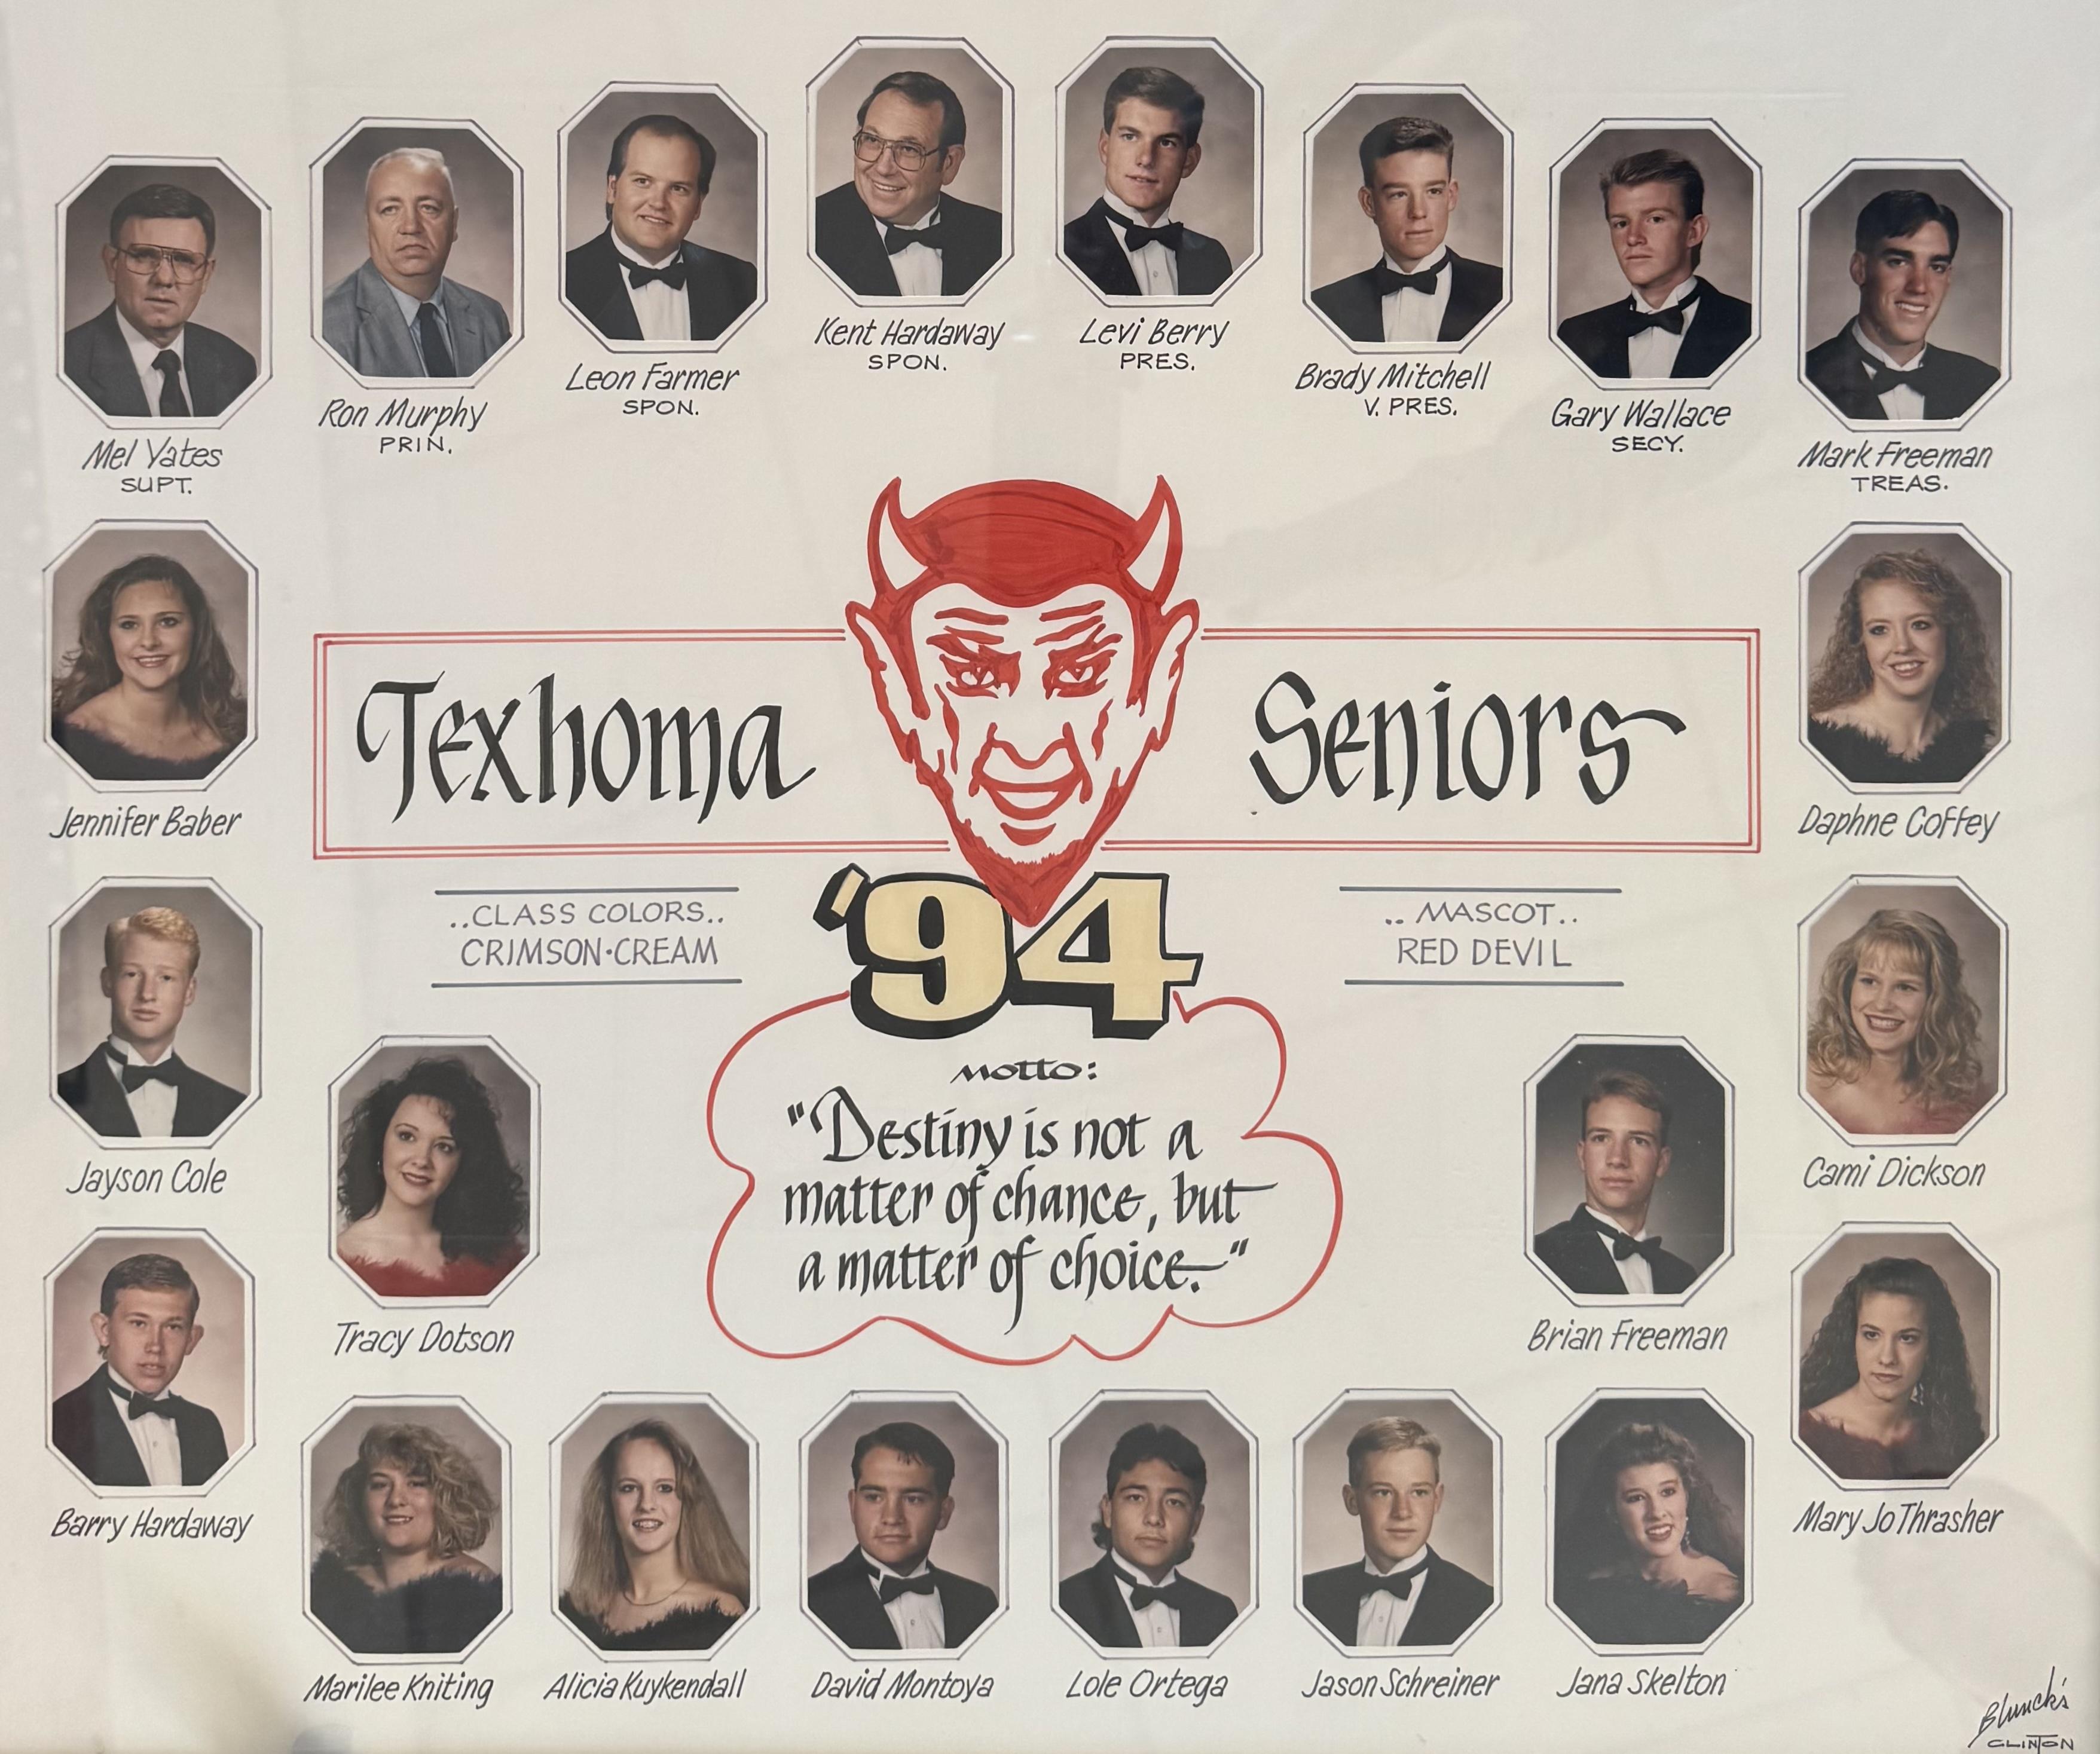 Kent Hardaway
SPON.
Levi Berry
PRES.
Leon Farmer
SPON.
Brady Mitchell
V. PRES.
Ron Murphy
PRIN.
Gary Wallace
SECY.
Mel Yates
SUPT.
Mark Freeman
TREAS.
Texhoma Seniors
Jennifer Baber
Daphne Coffey
'94
..CLASS COLORS..
CRIMSON·CREAM
.. MASCOT..
RED DEVIL
MOTTO:
"Destiny is not a
matter of chance, but
a matter of choice."
Jayson Cole
Cami Dickson
Tracy Dotson
Brian Freeman
Barry Hardaway
Mary Jo Thrasher
Marilee Kniting
Alicia Kuykendall
David Montoya
Lole Ortega
Jason Schreiner
Jana Skelton
Blunck's
CLINTON